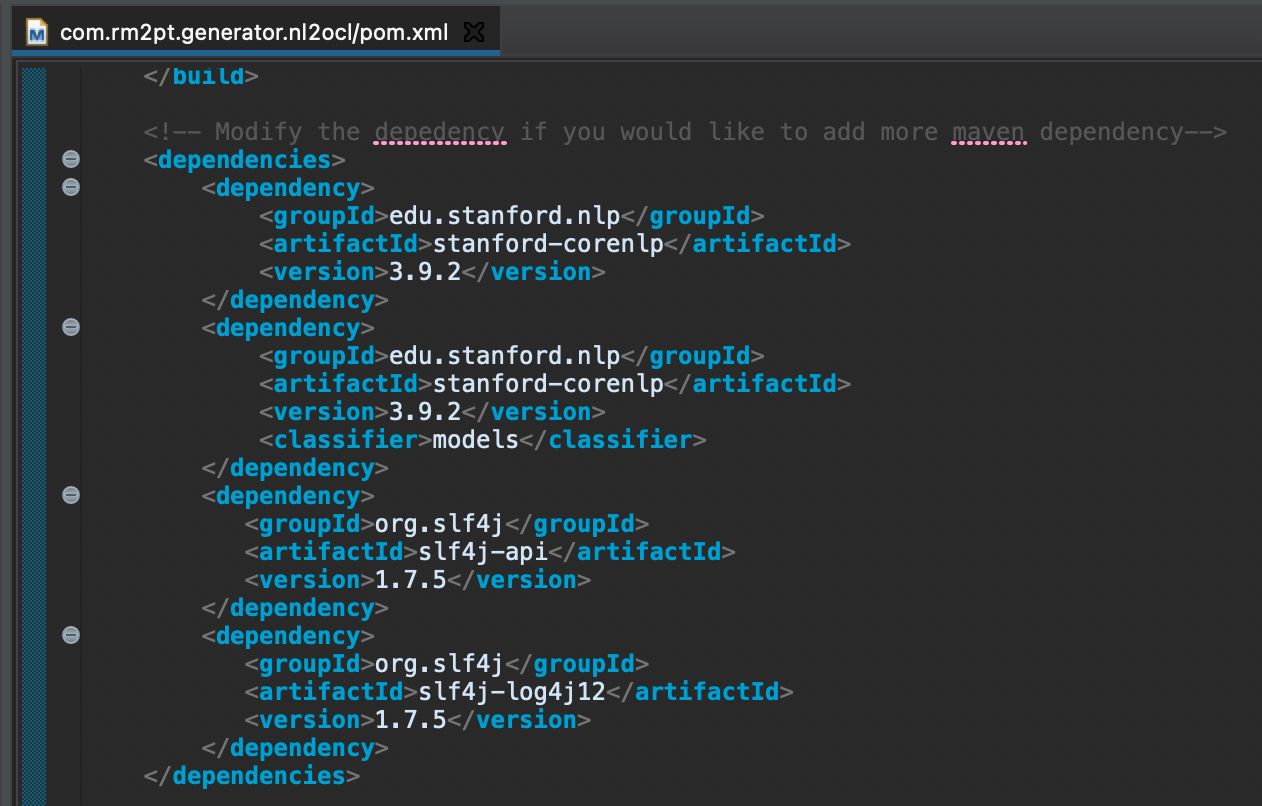 com.rm2pt.generator.nl2ocl/pom.xml
</build>
<!-- Modify the depedency if you would like to add more maven dependency-->
<dependencies>
<dependency>
<groupId>edu.stanford.nlp</groupId>
<artifactId>stanford-corenlp</artifactId>
<version>3.9.2</version>
</dependency>
<dependency>
<groupId>edu.stanford.nlp</groupId>
<artifactId>stanford-corenlp</artifactId>
<version>3.9.2</version>
<classifier>models</classifier>
</dependency>
<dependency>
<groupId>org.slf4j</groupId>
<artifactId>slf4j-api</artifactId>
<version>1.7.5</version>
</dependency>
<dependency>
<groupId>org.slf4j</groupId>
<artifactId>slf4j-log4j12</artifactId>
<version>1.7.5</version>
</dependency>
</dependencies>